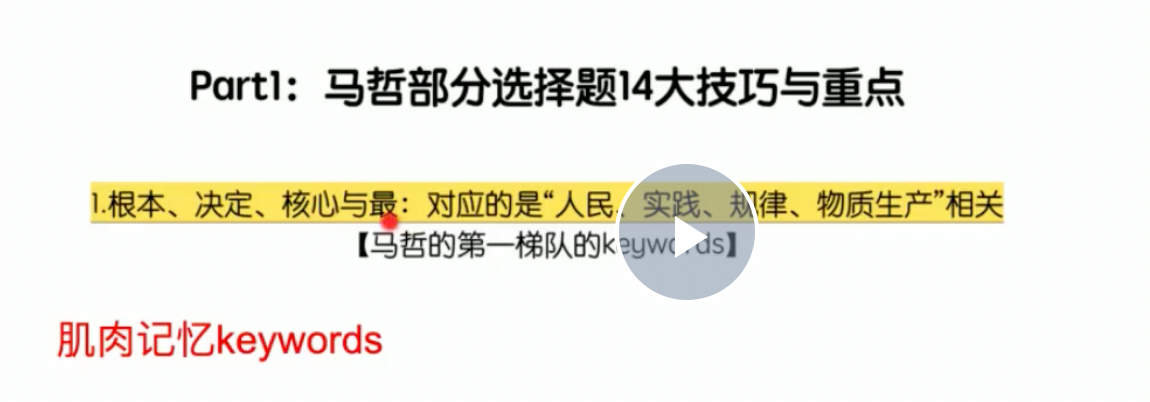 Part1：马哲部分选择题14大技巧与重点
1.根本、决定、核心与最：对应的是“人民、实践、规律、物质生产”相关
【马哲的第一梯队的keywords】
肌肉记忆keywords